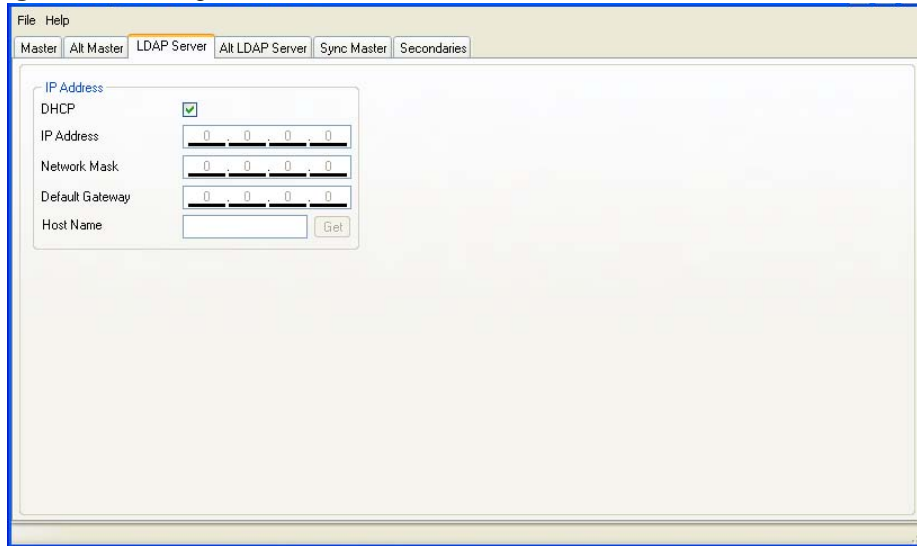 File Help
Master Alt Master LDAP Server Alt LDAP Server Sync Master Secondaries
IP Address
DHCP
IP Address 0 . 0 . 0 . 0
Network Mask 0 . 0 . 0 . 0
Default Gateway 0 . 0 . 0 . 0
Host Name Get